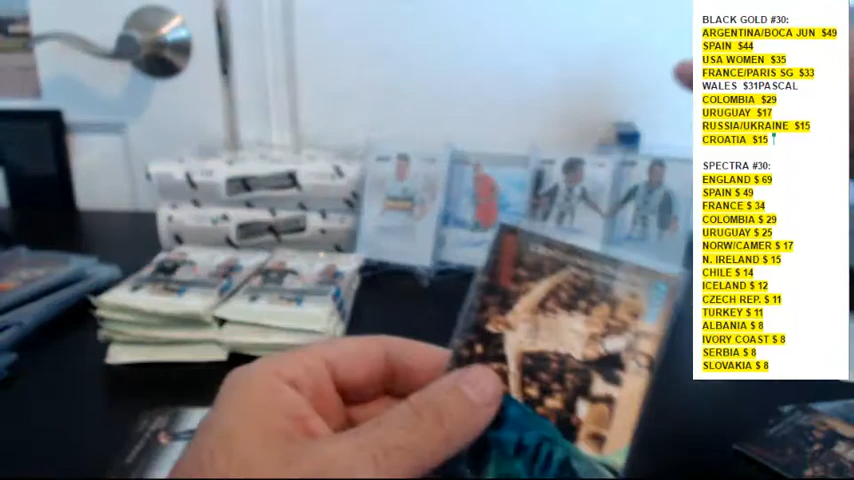 BLACK GOLD #30:
ARGENTINA/BOCA JUN  $49
SPAIN  $44
USA WOMEN  $35
FRANCE/PARIS SG  $33
WALES  $31PASCAL
COLOMBIA  $29
URUGUAY  $17
RUSSIA/UKRAINE  $15
CROATIA  $15
SPECTRA #30:
ENGLAND $ 69
SPAIN $ 49
FRANCE $ 34
COLOMBIA $ 29
URUGUAY $ 25
NORW/CAMER $ 17
N. IRELAND $ 15
CHILE $ 14
ICELAND $ 12
CZECH REP. $ 11
TURKEY $ 11
ALBANIA $ 8
IVORY COAST $ 8
SERBIA $ 8
SLOVAKIA $ 8